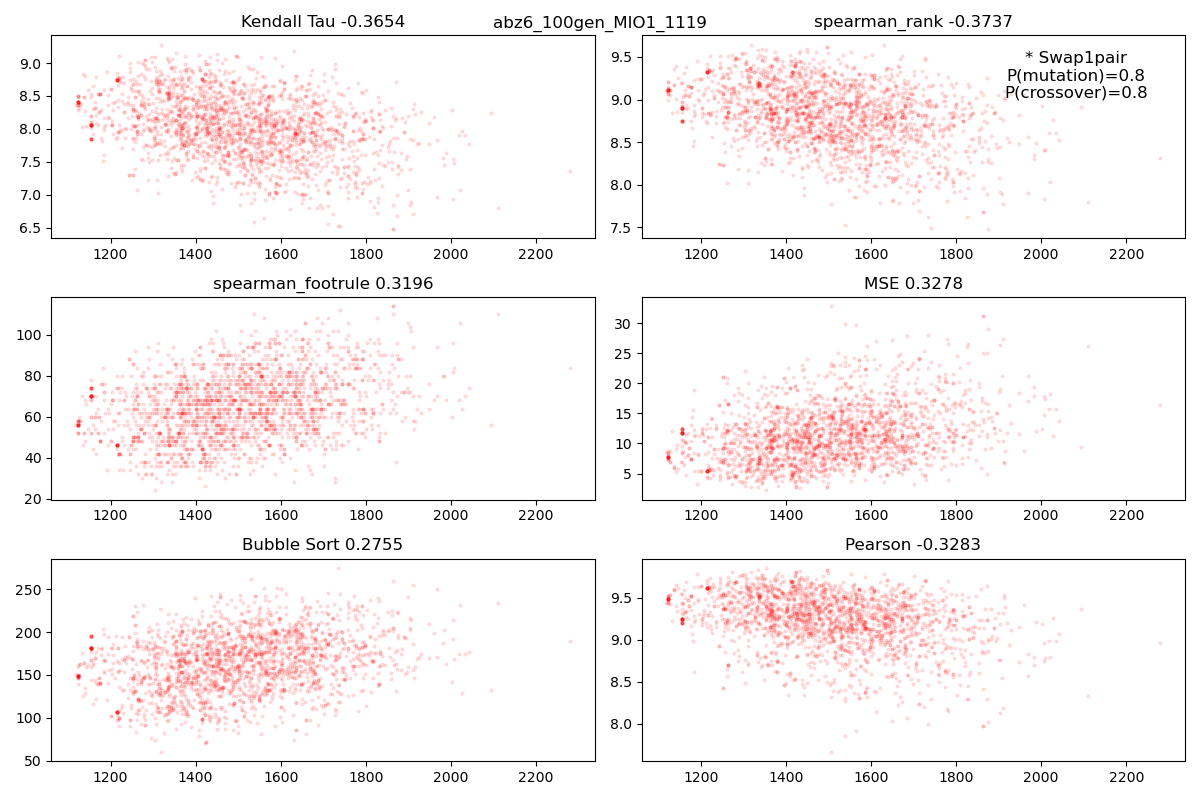 abz6_100gen_MIO1_1119
Kendall Tau -0.3654
9.0
8.5
8.0
7.5
7.0
6.5
1200 1400 1600 1800 2000 2200
spearman_rank -0.3737
* Swap1pair
P(mutation)=0.8
P(crossover)=0.8
9.5
9.0
8.5
8.0
7.5
1200 1400 1600 1800 2000 2200
spearman_footrule 0.3196
100
80
60
40
20
1200 1400 1600 1800 2000 2200
MSE 0.3278
30
25
20
15
10
5
1200 1400 1600 1800 2000 2200
Bubble Sort 0.2755
250
200
150
100
50
1200 1400 1600 1800 2000 2200
Pearson -0.3283
9.5
9.0
8.5
8.0
1200 1400 1600 1800 2000 2200